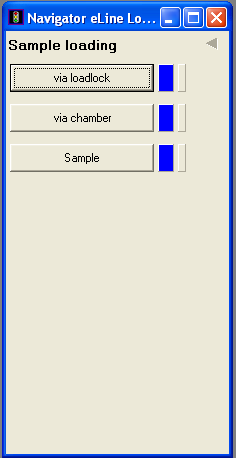 Navigator eLine Lo...
Sample loading
via loadlock
via chamber
Sample